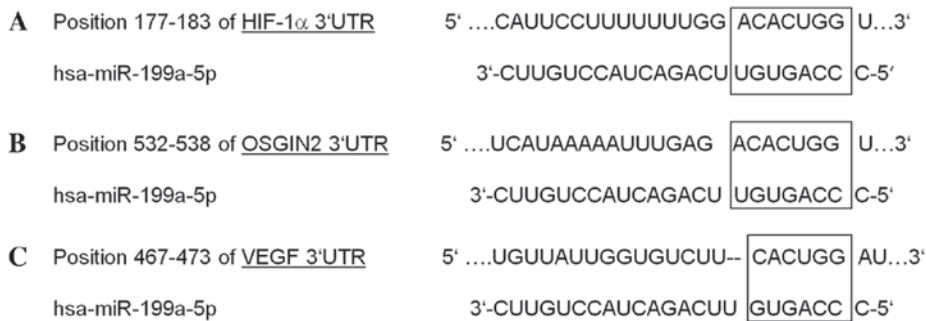 A Position 177-183 of HIF-1α 3'UTR 5' ....CAUUCCUUUUUUUGG ACACUGG U...3'
hsa-miR-199a-5p 3'-CUUGUCCAUCAGACU UGUGACC C-5'
B Position 532-538 of OSGIN2 3'UTR 5' ....UCAUAAAAAUUUGAG ACACUGG U...3'
hsa-miR-199a-5p 3'-CUUGUCCAUCAGACU UGUGACC C-5'
C Position 467-473 of VEGF 3'UTR 5' ....UGUUAUUGGUGUCUU-- CACUGG AU...3'
hsa-miR-199a-5p 3'-CUUGUCCAUCAGACUU GUGACC C-5'